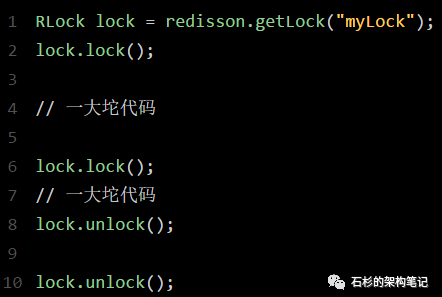 1 RLock lock = redisson.getLock("myLock");
2 lock.lock();
3
4 // 一大坨代码
5
6 lock.lock();
7 // 一大坨代码
8 lock.unlock();
9
10 lock.unlock();
石杉的架构笔记